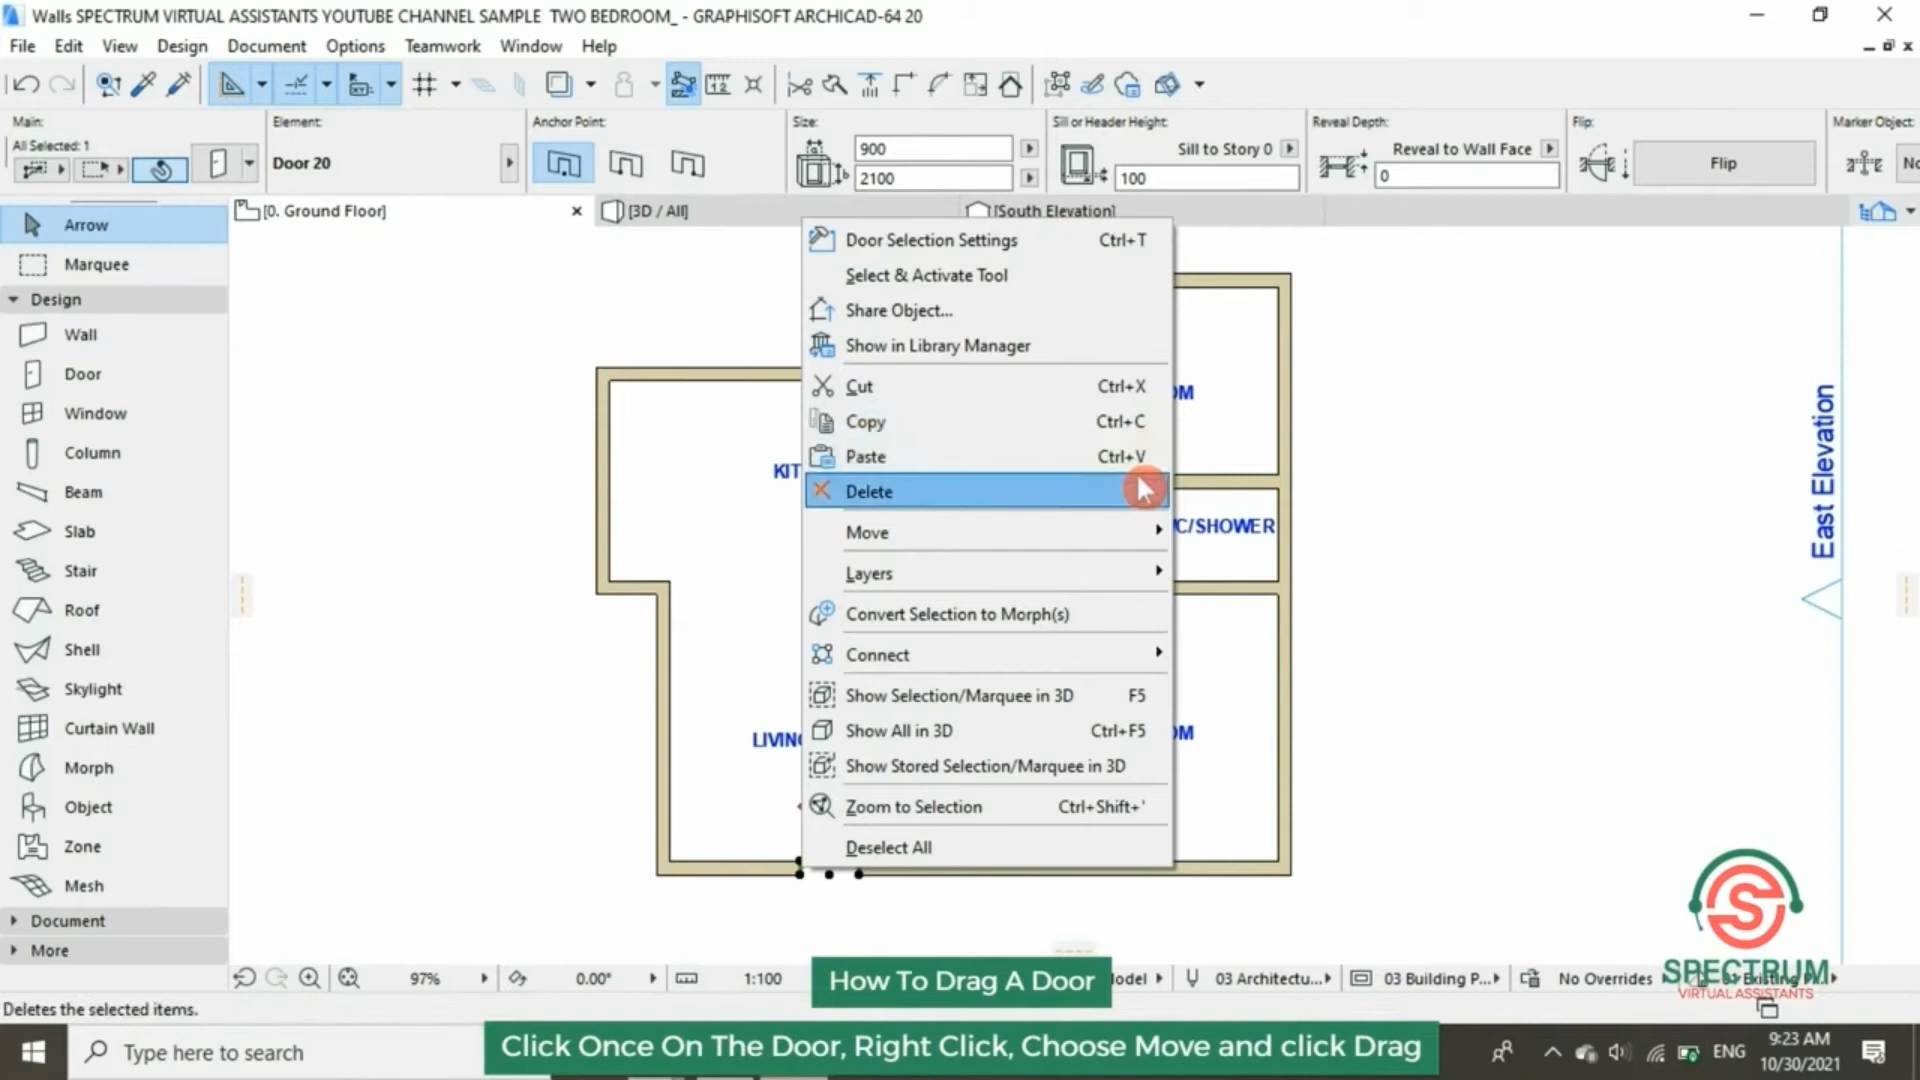 Walls SPECTRUM VIRTUAL ASSISTANTS YOUTUBE CHANNEL SAMPLE TWO BEDROOM_ - GRAPHISOFT ARCHICAD-64 20
File Edit View Design Document Options Teamwork Window Help
Main:
All Selected: 1
Element:
Door 20
Anchor Point:
Size:
900
2100
Sill or Header Height:
Sill to Story 0
100
Reveal Depth:
Reveal to Wall Face
0
Flip:
Flip
Marker Object:
No
[0. Ground Floor]
[3D / All]
[South Elevation]
Arrow
Marquee
Design
Wall
Door
Window
Column
Beam
Slab
Stair
Roof
Shell
Skylight
Curtain Wall
Morph
Object
Zone
Mesh
Document
More
Door Selection Settings Ctrl+T
Select & Activate Tool
Share Object...
Show in Library Manager
Cut Ctrl+X
Copy Ctrl+C
Paste Ctrl+V
Delete
Move
Layers
Convert Selection to Morph(s)
Connect
Show Selection/Marquee in 3D F5
Show All in 3D Ctrl+F5
Show Stored Selection/Marquee in 3D
Zoom to Selection Ctrl+Shift+'
Deselect All
KIT
LIVING
OM
C/SHOWER
OM
East Elevation
SPECTRUM
VIRTUAL ASSISTANTS
97% 0.00° 1:100
03 Architectu... 03 Building P... No Overrides
How To Drag A Door
Deletes the selected items.
Click Once On The Door, Right Click, Choose Move and click Drag
Type here to search
ENG
9:23 AM
10/30/2021